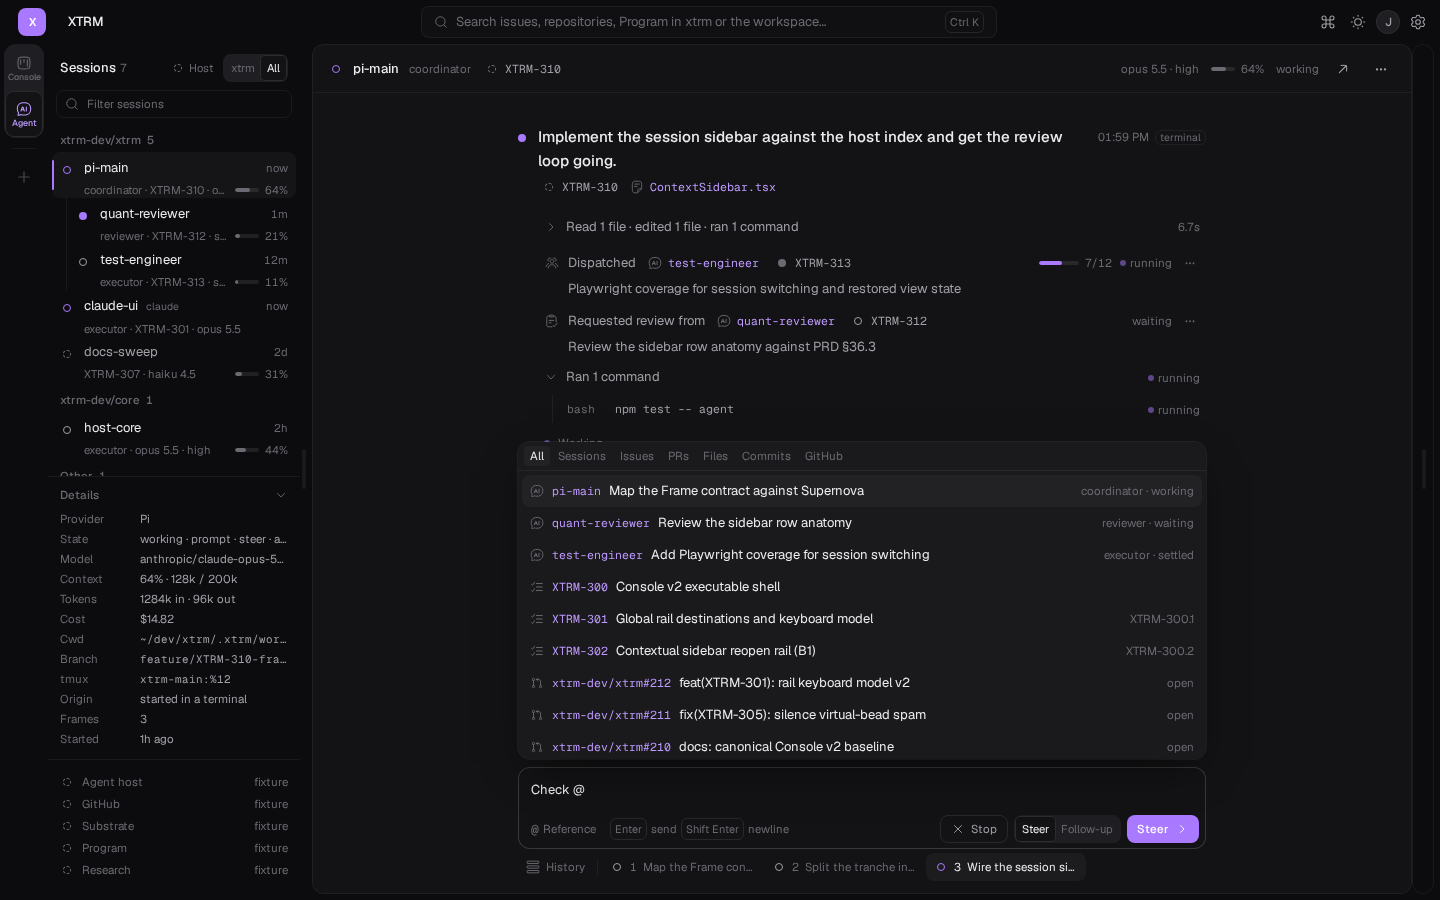 X XTRM
Search issues, repositories, Program in xtrm or the workspace... Ctrl K
J
Console
Agent
Sessions 7 Host xtrm All
Filter sessions
xtrm-dev/xtrm 5
pi-main now
coordinator · XTRM-310 · o... 64%
quant-reviewer 1m
reviewer · XTRM-312 · s... 21%
test-engineer 12m
executor · XTRM-313 · s... 11%
claude-ui claude now
executor · XTRM-301 · opus 5.5
docs-sweep 2d
XTRM-307 · haiku 4.5 31%
xtrm-dev/core 1
host-core 2h
executor · opus 5.5 · high 44%
Other 1
Details
Provider Pi
State working · prompt · steer · a...
Model anthropic/claude-opus-5...
Context 64% · 128k / 200k
Tokens 1284k in · 96k out
Cost $14.82
Cwd ~/dev/xtrm/.xtrm/wor...
Branch feature/XTRM-310-fra...
tmux xtrm-main:%12
Origin started in a terminal
Frames 3
Started 1h ago
Agent host fixture
GitHub fixture
Substrate fixture
Program fixture
Research fixture
pi-main coordinator XTRM-310 opus 5.5 · high 64% working
Implement the session sidebar against the host index and get the review 01:59 PM terminal
loop going.
XTRM-310 ContextSidebar.tsx
Read 1 file · edited 1 file · ran 1 command 6.7s
Dispatched AI test-engineer XTRM-313 7/12 running
Playwright coverage for session switching and restored view state
Requested review from AI quant-reviewer XTRM-312 waiting
Review the sidebar row anatomy against PRD §36.3
Ran 1 command running
bash npm test -- agent running
Working
All Sessions Issues PRs Files Commits GitHub
AI pi-main Map the Frame contract against Supernova coordinator · working
AI quant-reviewer Review the sidebar row anatomy reviewer · waiting
AI test-engineer Add Playwright coverage for session switching executor · settled
XTRM-300 Console v2 executable shell
XTRM-301 Global rail destinations and keyboard model XTRM-300.1
XTRM-302 Contextual sidebar reopen rail (B1) XTRM-300.2
xtrm-dev/xtrm#212 feat(XTRM-301): rail keyboard model v2 open
xtrm-dev/xtrm#211 fix(XTRM-305): silence virtual-bead spam open
xtrm-dev/xtrm#210 docs: canonical Console v2 baseline open
Check @
@ Reference Enter send Shift Enter newline Stop Steer Follow-up Steer
History 1 Map the Frame con... 2 Split the tranche in... 3 Wire the session si...